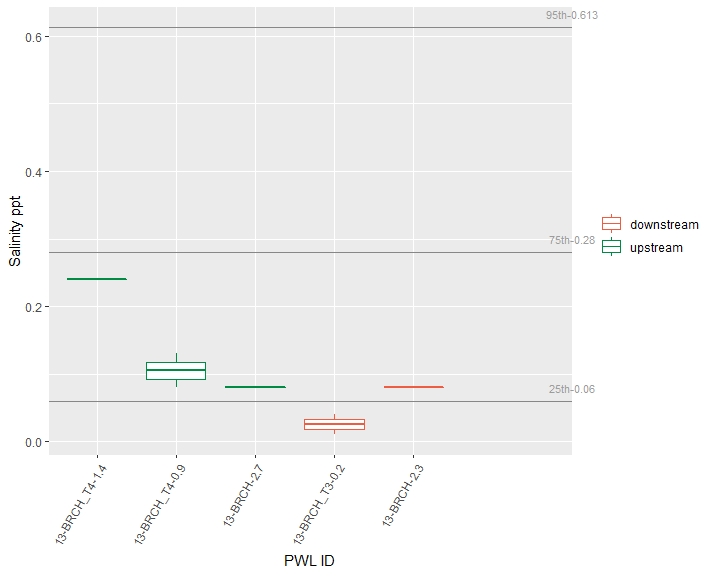 95th-0.613
0.6
0.4
Salinity ppt
75th-0.28
downstream
upstream
0.2
25th-0.06
0.0
13-BRCH_T4-1.4
13-BRCH_T4-0.9
13-BRCH-2.7
13-BRCH_T3-0.2
13-BRCH-2.3
PWL ID